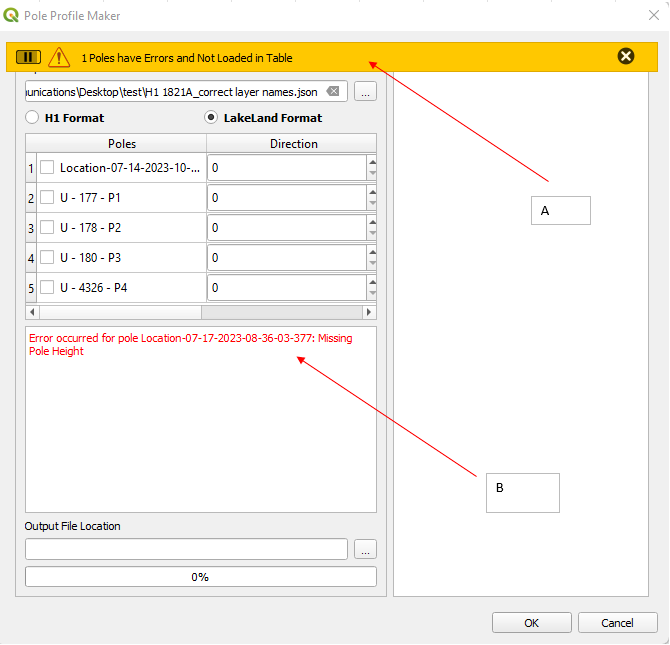 Pole Profile Maker
1 Poles have Errors and Not Loaded in Table
unications\Desktop\test\H1 1821A_correct layer names.json
...
H1 Format
LakeLand Format
Poles
Direction
1 Location-07-14-2023-10-... 0
2 U - 177 - P1 0
3 U - 178 - P2 0
4 U - 180 - P3 0
5 U - 4326 - P4 0
Error occurred for pole Location-07-17-2023-08-36-03-377: Missing
Pole Height
Output File Location
...
0%
A
B
OK
Cancel